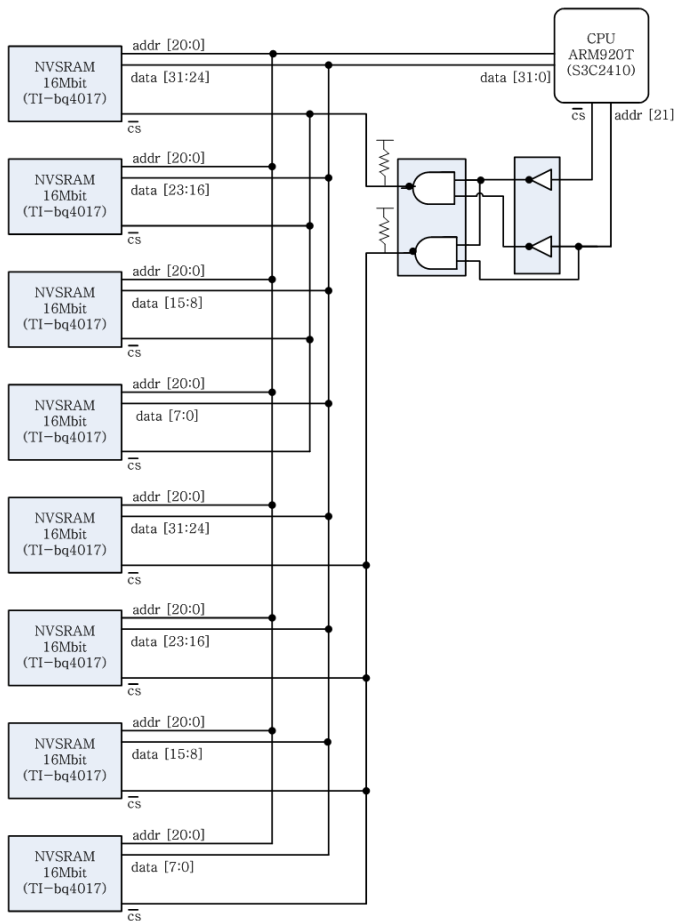 CPU
ARM920T
(S3C2410)
data [31:0]
cs
addr [21]
NVSRAM
16Mbit
(TI-bq4017)
addr [20:0]
data [31:24]
cs
NVSRAM
16Mbit
(TI-bq4017)
addr [20:0]
data [23:16]
cs
NVSRAM
16Mbit
(TI-bq4017)
addr [20:0]
data [15:8]
cs
NVSRAM
16Mbit
(TI-bq4017)
addr [20:0]
data [7:0]
cs
NVSRAM
16Mbit
(TI-bq4017)
addr [20:0]
data [31:24]
cs
NVSRAM
16Mbit
(TI-bq4017)
addr [20:0]
data [23:16]
cs
NVSRAM
16Mbit
(TI-bq4017)
addr [20:0]
data [15:8]
cs
NVSRAM
16Mbit
(TI-bq4017)
addr [20:0]
data [7:0]
cs